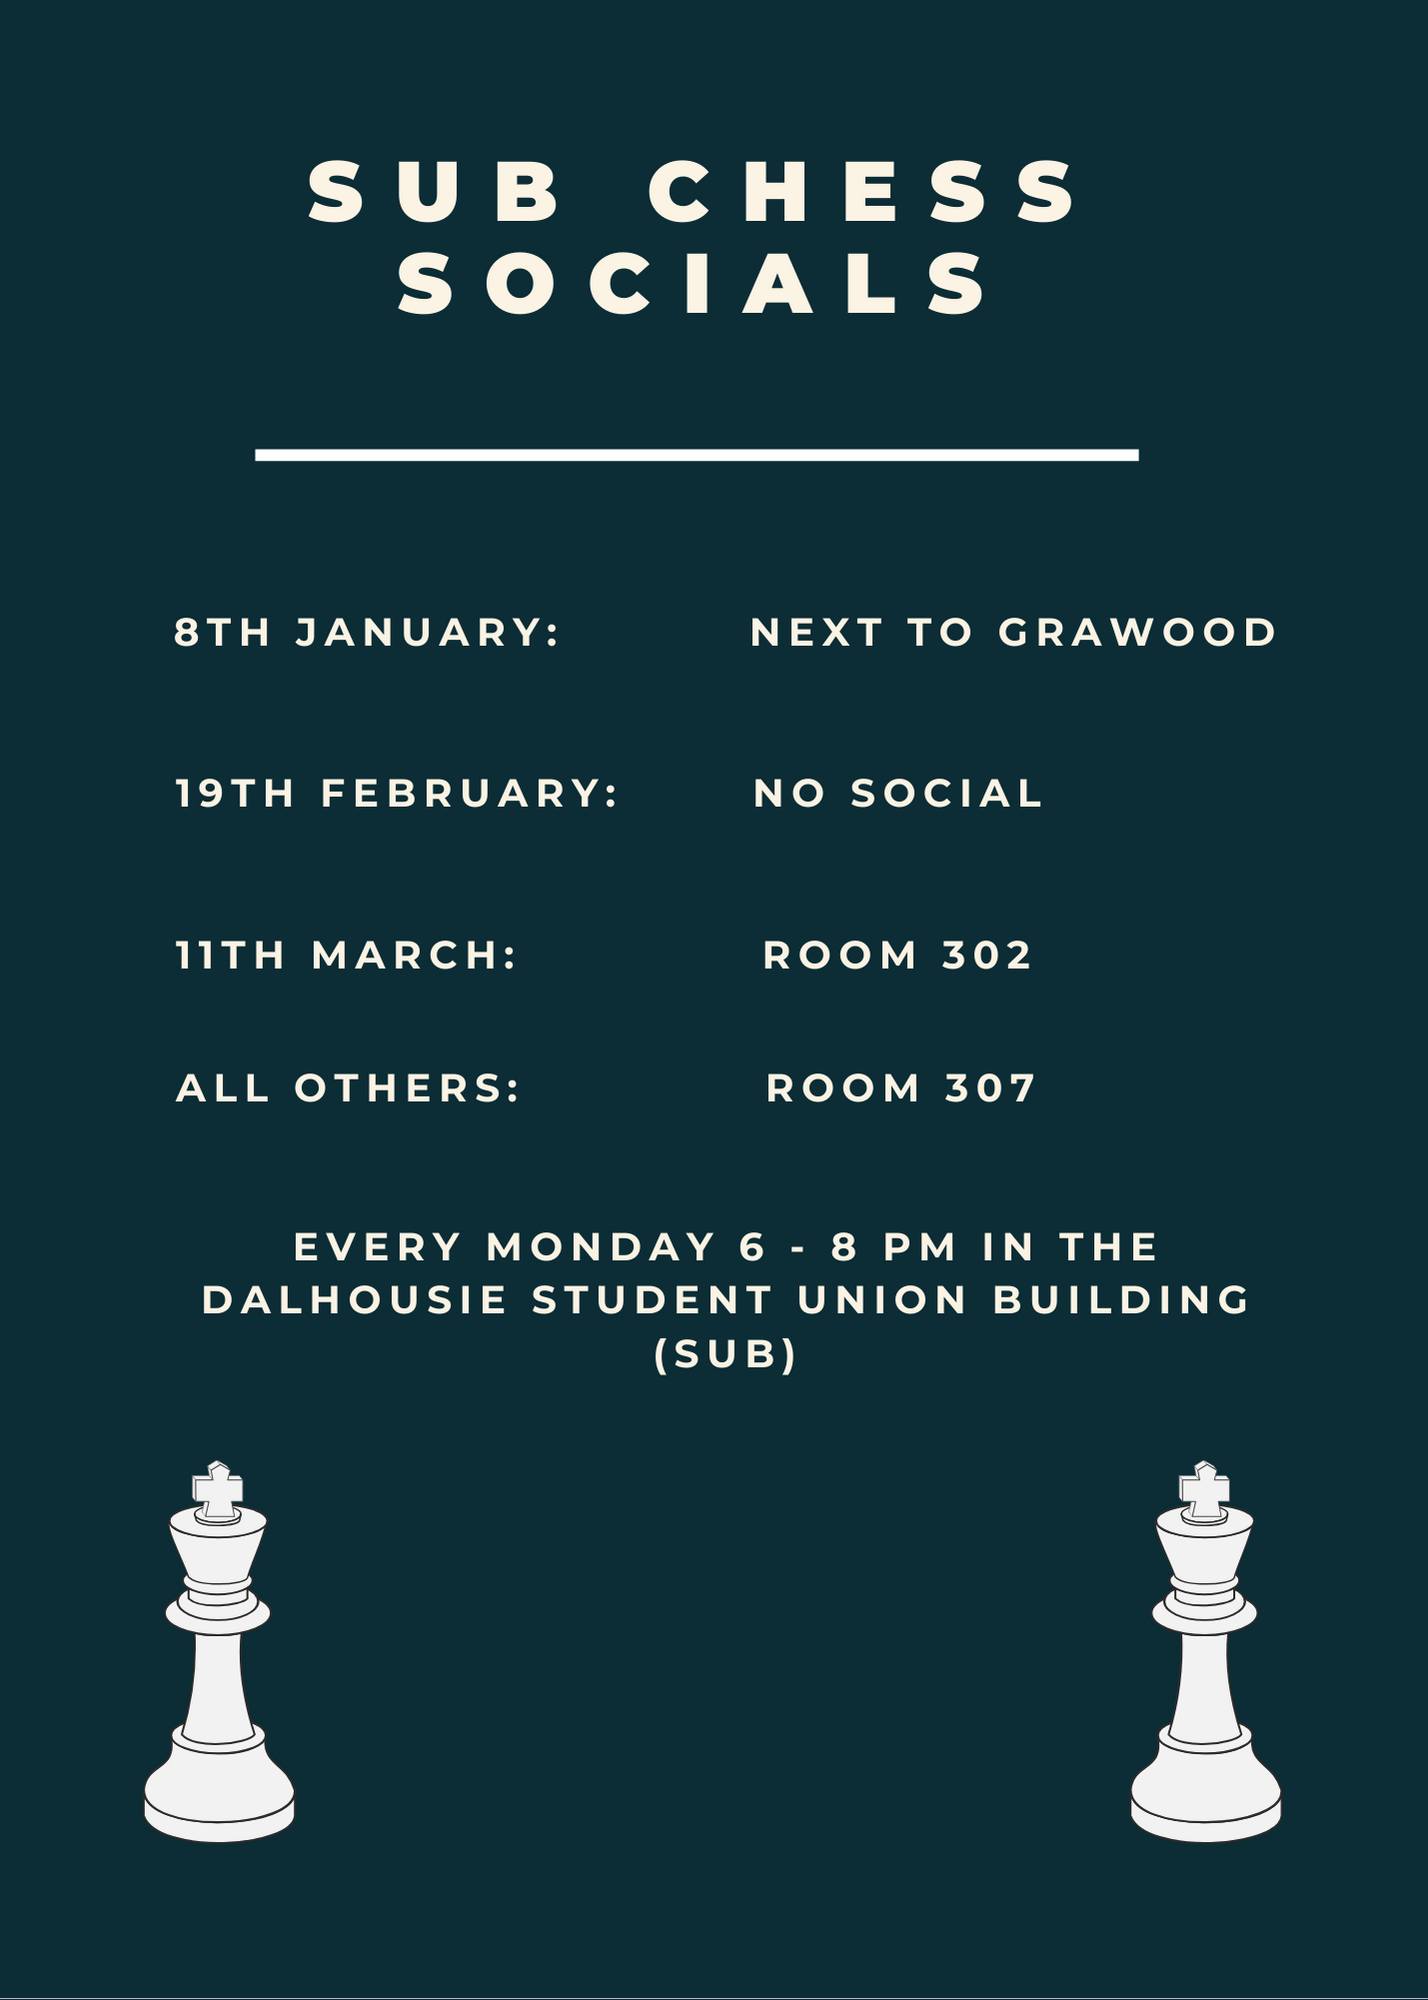 SUB CHESS
SOCIALS
8TH JANUARY: NEXT TO GRAWOOD
19TH FEBRUARY: NO SOCIAL
11TH MARCH: ROOM 302
ALL OTHERS: ROOM 307
EVERY MONDAY 6 - 8 PM IN THE
DALHOUSIE STUDENT UNION BUILDING
(SUB)